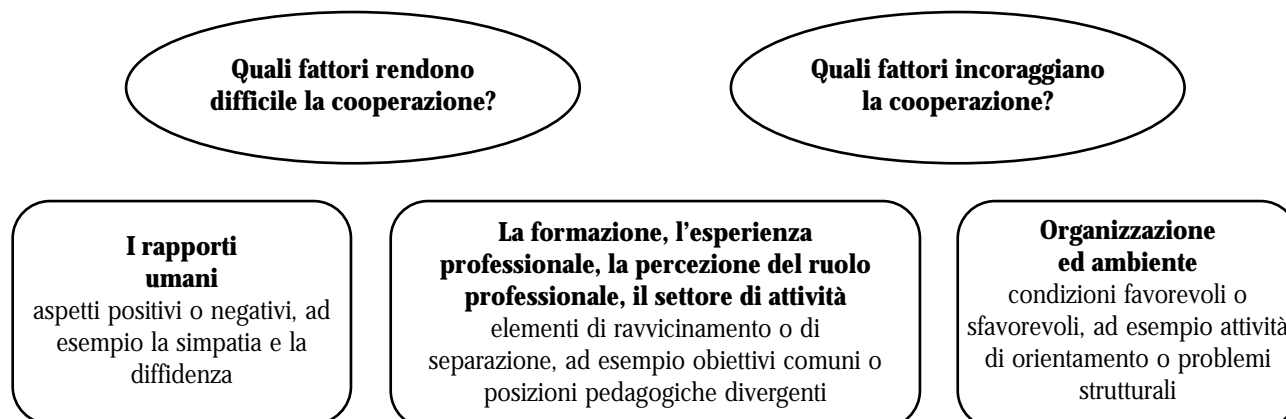 Quali fattori rendono
difficile la cooperazione?
Quali fattori incoraggiano
la cooperazione?
I rapporti
umani
aspetti positivi o negativi, ad
esempio la simpatia e la
diffidenza
La formazione, l'esperienza
professionale, la percezione del ruolo
professionale, il settore di attività
elementi di ravvicinamento o di
separazione, ad esempio obiettivi comuni o
posizioni pedagogiche divergenti
Organizzazione
ed ambiente
condizioni favorevoli o
sfavorevoli, ad esempio attività
di orientamento o problemi
strutturali